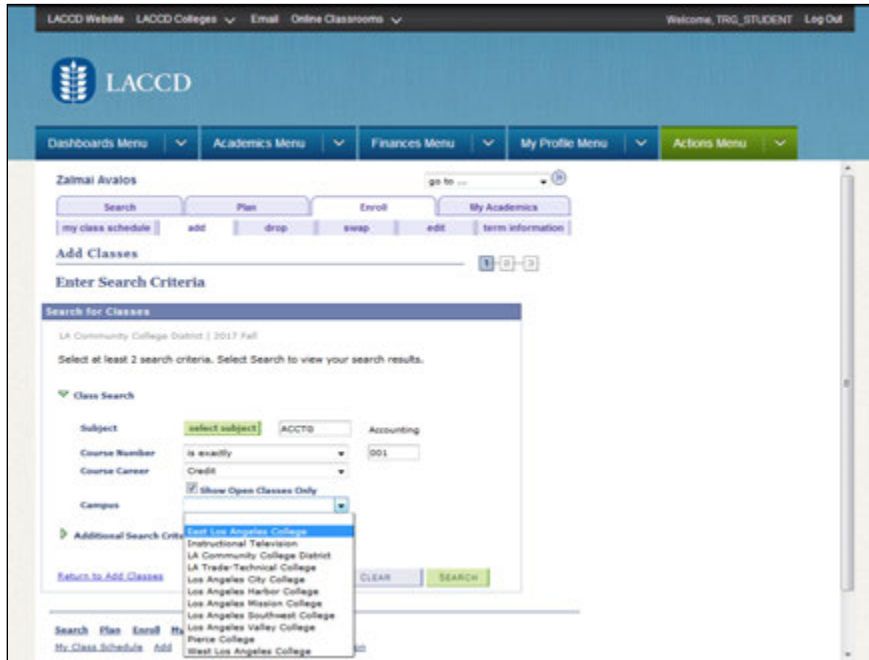 LACCD Website LACCD Colleges Email Online Classrooms Welcome, TRG_STUDENT Log Out
LACCD
Dashboards Menu Academics Menu Finances Menu My Profile Menu Actions Menu
Zalmai Avalos go to ...
Search Plan Enroll My Academics
my class schedule add drop swap edit term information
Add Classes
1 2 3
Enter Search Criteria
Search for Classes
LA Community College District | 2017 Fall
Select at least 2 search criteria. Select Search to view your search results.
Class Search
Subject select subject ACCTG Accounting
Course Number is exactly 001
Course Career Credit
Show Open Classes Only
Campus
East Los Angeles College
Additional Search Crite
Instructional Television
LA Community College District
LA Trade-Technical College
Return to Add Classes Los Angeles City College CLEAR SEARCH
Los Angeles Harbor College
Los Angeles Mission College
Los Angeles Southwest College
Los Angeles Valley College
Search Plan Enroll
Pierce College
My Class Schedule Add
West Los Angeles College